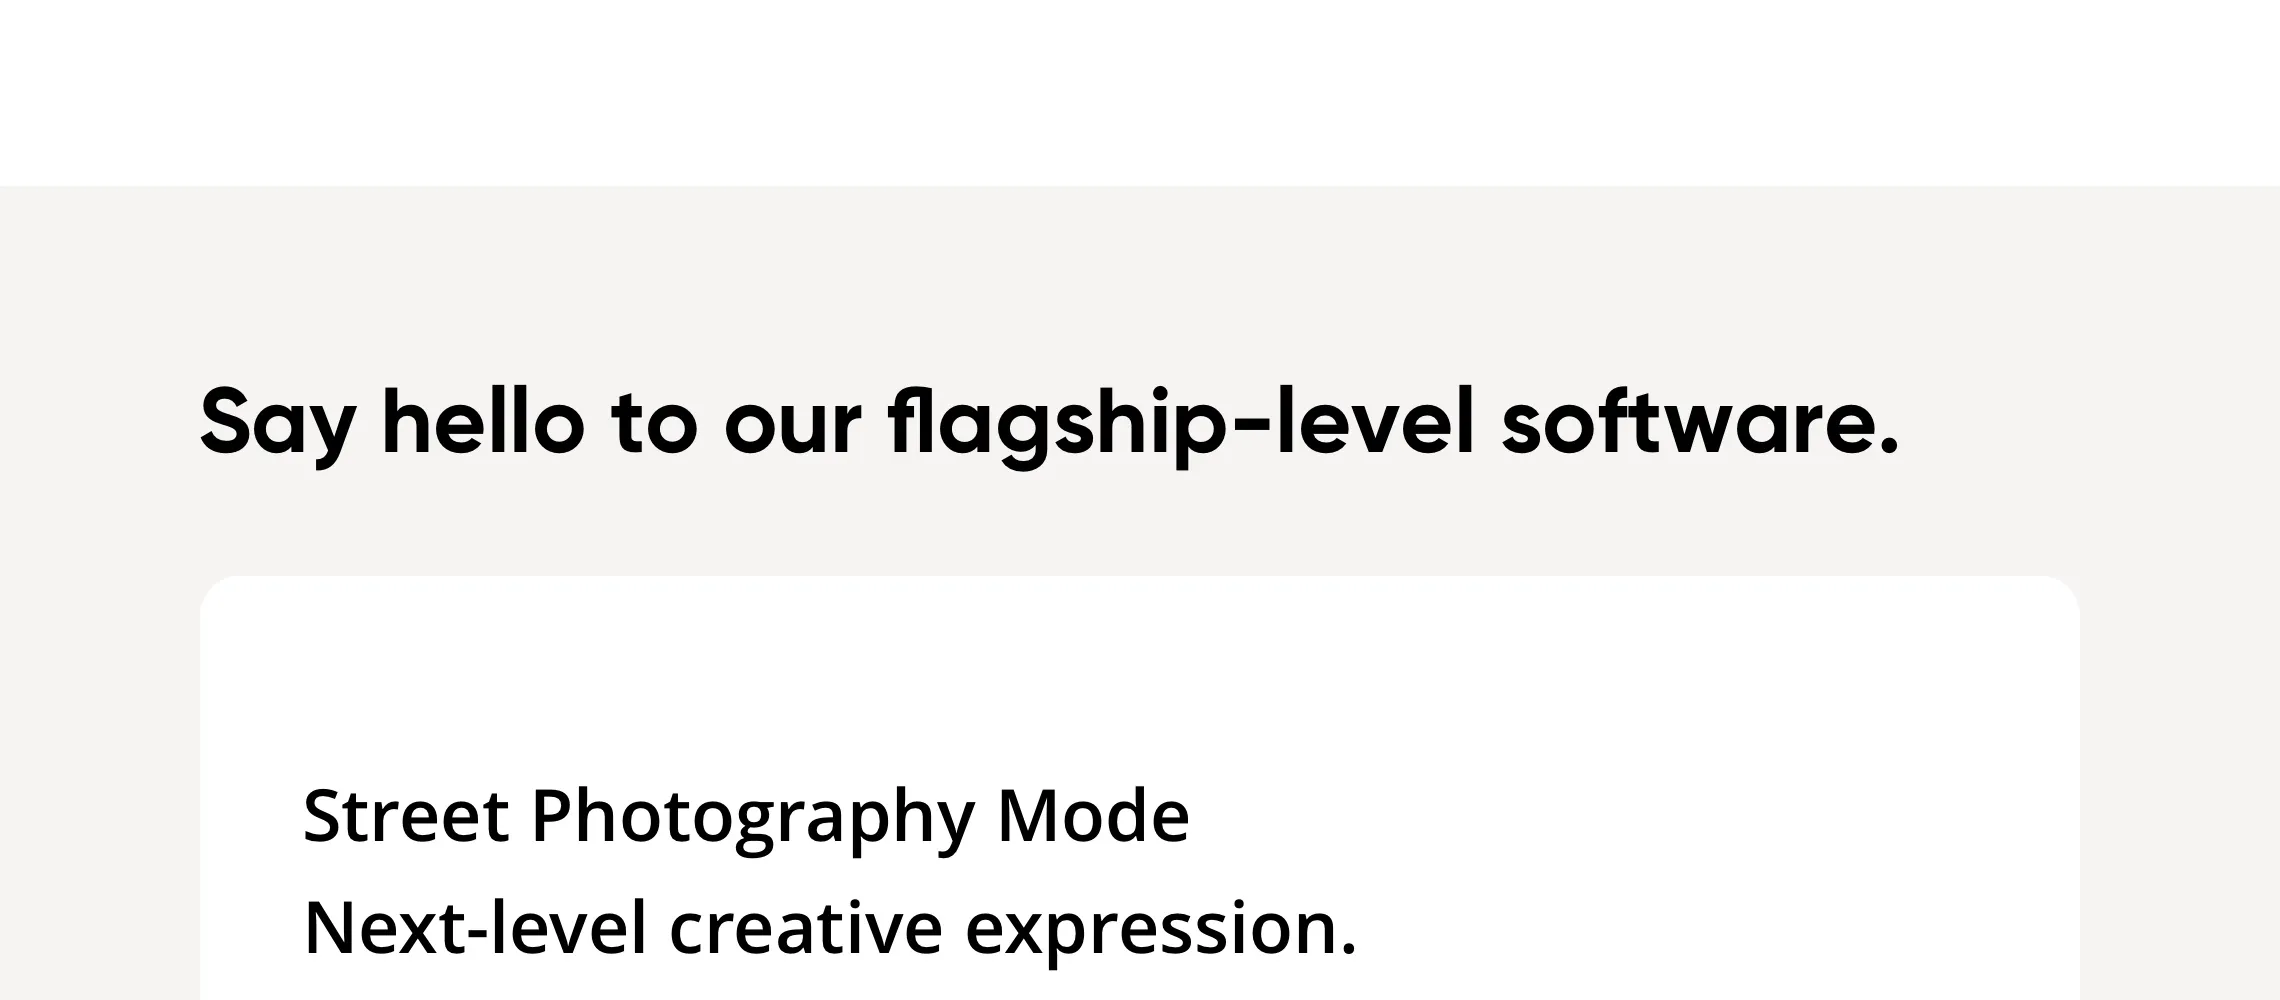 Say hello to our flagship-level software.
Street Photography Mode
Next-level creative expression.